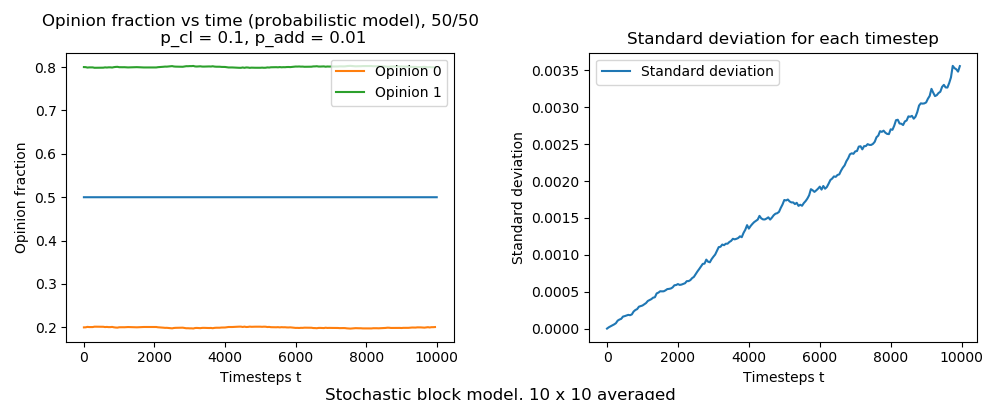 Opinion fraction vs time (probabilistic model), 50/50
p_cl = 0.1, p_add = 0.01
Opinion fraction
0.8
0.7
0.6
0.5
0.4
0.3
0.2
Opinion 0
Opinion 1
0
2000
4000
6000
8000
10000
Timesteps t
Standard deviation for each timestep
Standard deviation
0.0035
0.0030
0.0025
0.0020
0.0015
0.0010
0.0005
0.0000
Standard deviation
0
2000
4000
6000
8000
10000
Timesteps t
Stochastic block model, 10 x 10 averaged